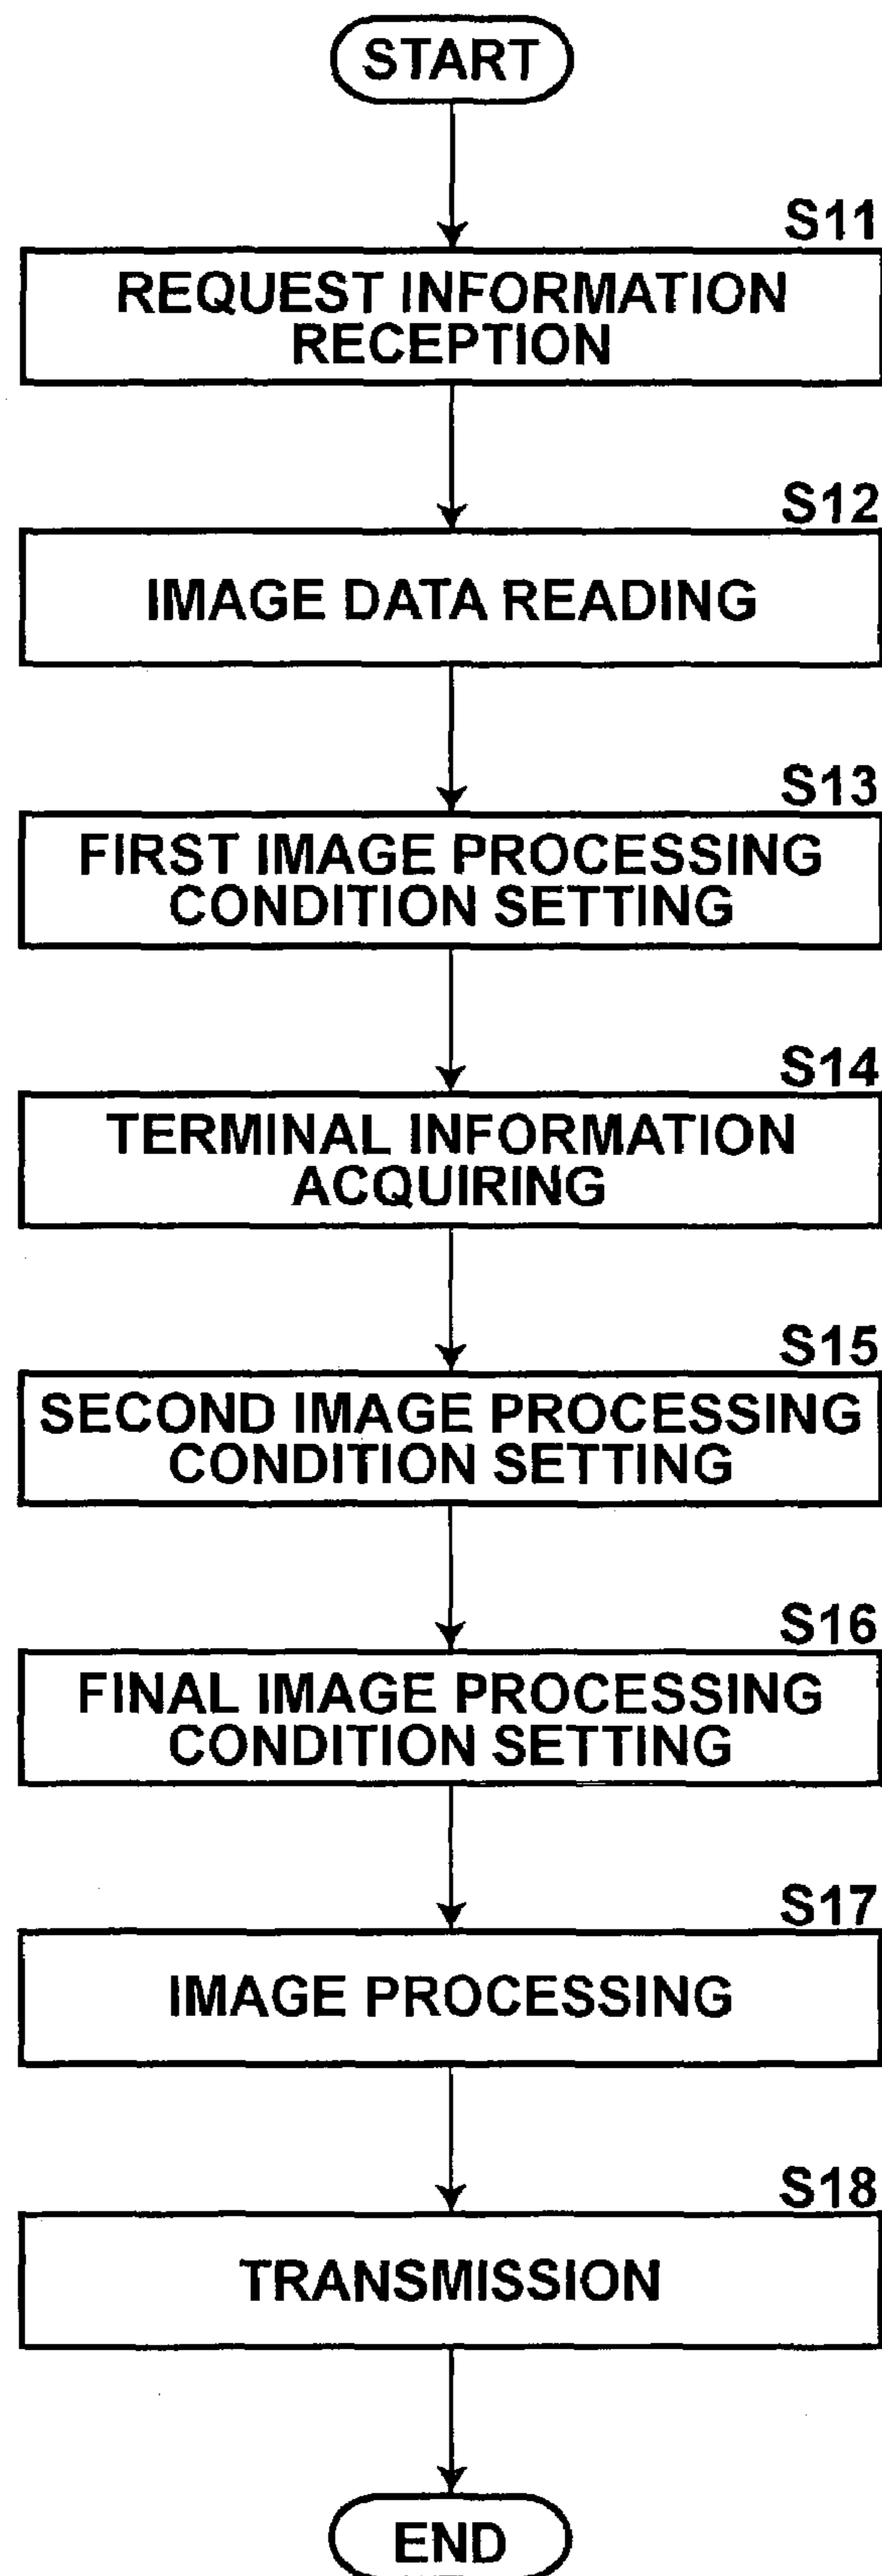 START
S11
REQUEST INFORMATION
RECEPTION
S12
IMAGE DATA READING
S13
FIRST IMAGE PROCESSING
CONDITION SETTING
S14
TERMINAL INFORMATION
ACQUIRING
S15
SECOND IMAGE PROCESSING
CONDITION SETTING
S16
FINAL IMAGE PROCESSING
CONDITION SETTING
S17
IMAGE PROCESSING
S18
TRANSMISSION
END